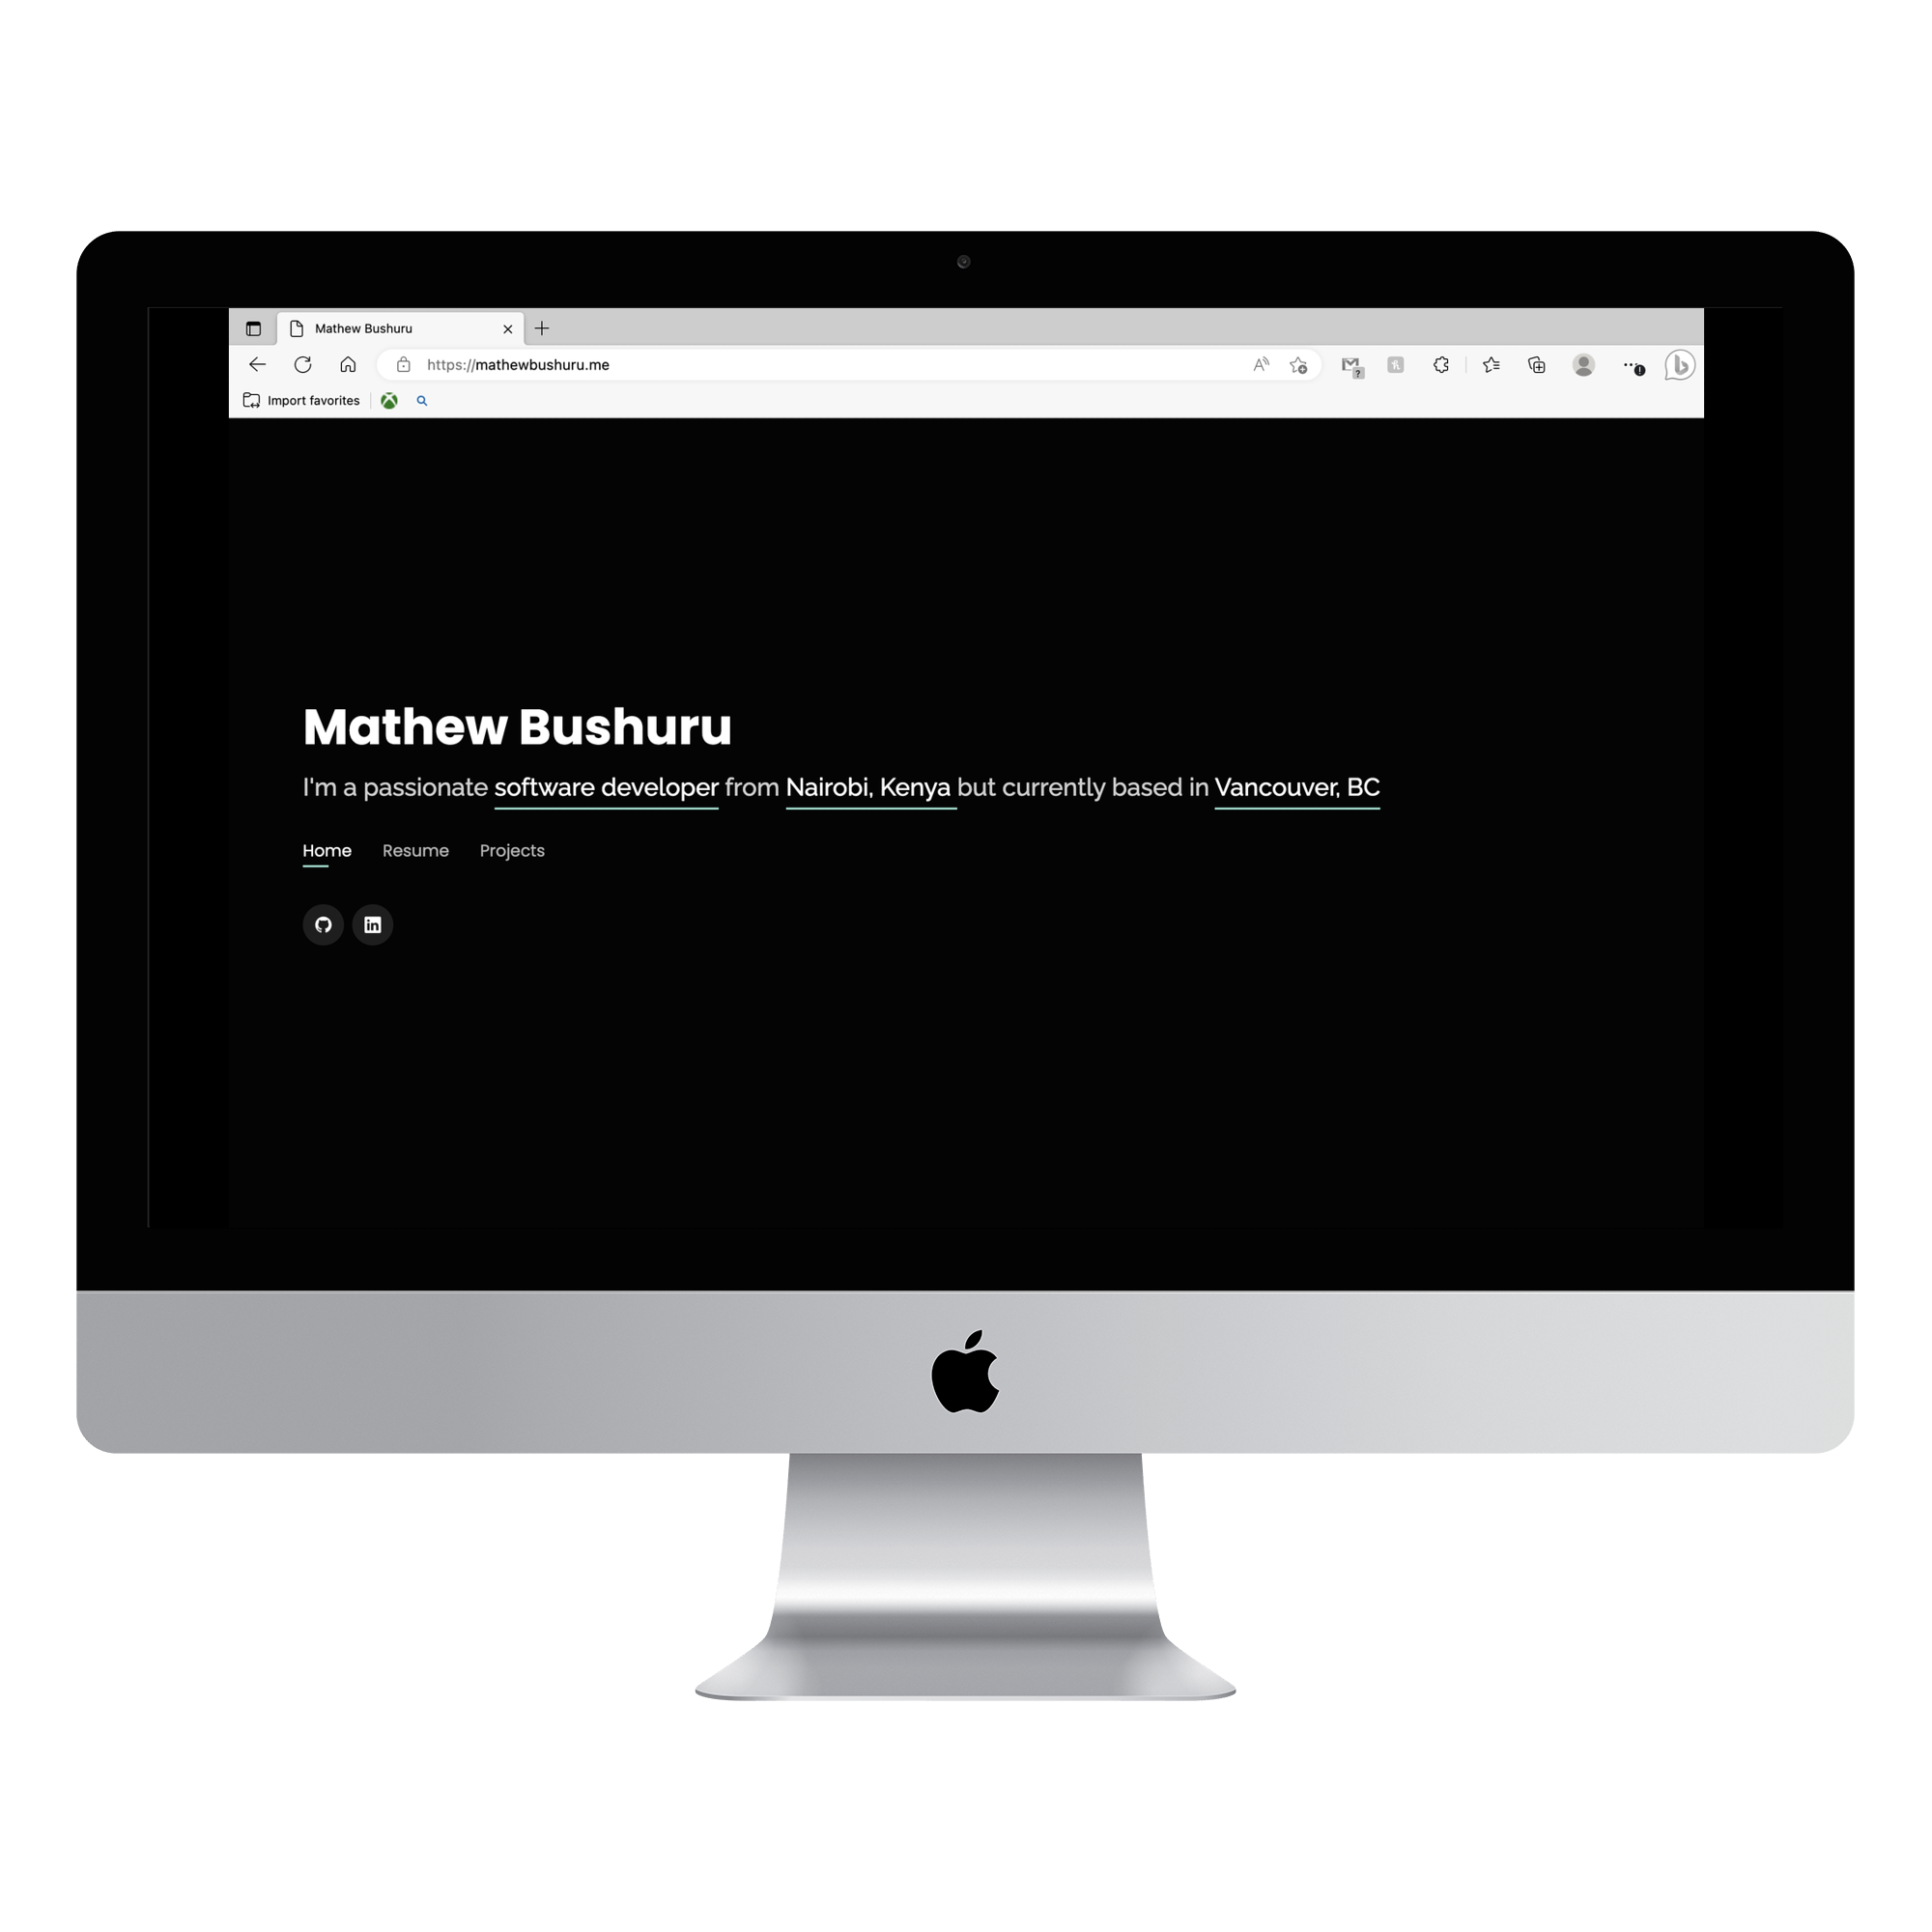 Mathew Bushuru
https://mathewbushuru.me
Import favorites
Mathew Bushuru
I'm a passionate software developer from Nairobi, Kenya but currently based in Vancouver, BC
Home Resume Projects